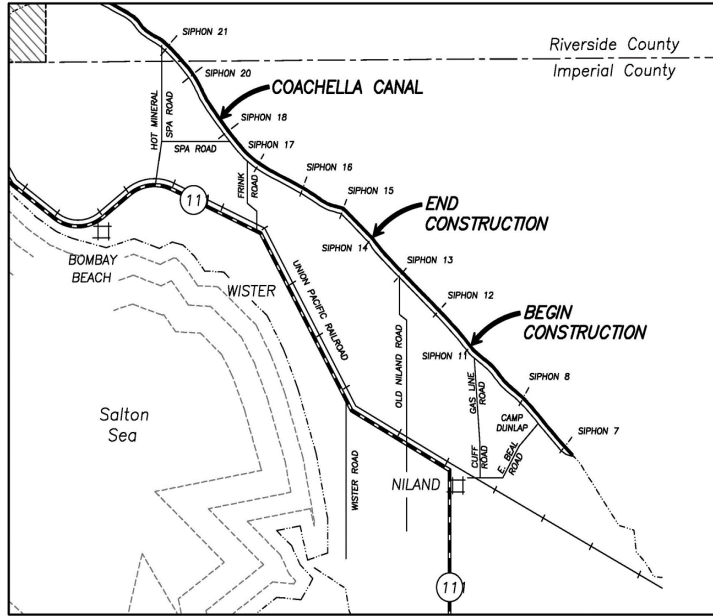 SIPHON 21
Riverside County
Imperial County
SIPHON 20
COACHELLA CANAL
HOT MINERAL
SPA ROAD
SIPHON 18
SIPHON 17
SPA ROAD
SIPHON 16
FRINK
ROAD
SIPHON 15
11
END
CONSTRUCTION
SIPHON 14
SIPHON 13
BOMBAY
BEACH
WISTER
UNION PACIFIC RAILROAD
SIPHON 12
BEGIN
CONSTRUCTION
OLD NILAND ROAD
SIPHON 11
GAS LINE
ROAD
SIPHON 8
CAMP
DUNLAP
SIPHON 7
Salton
Sea
WISTER ROAD
CUFF
ROAD
E. BEAL
ROAD
NILAND
111